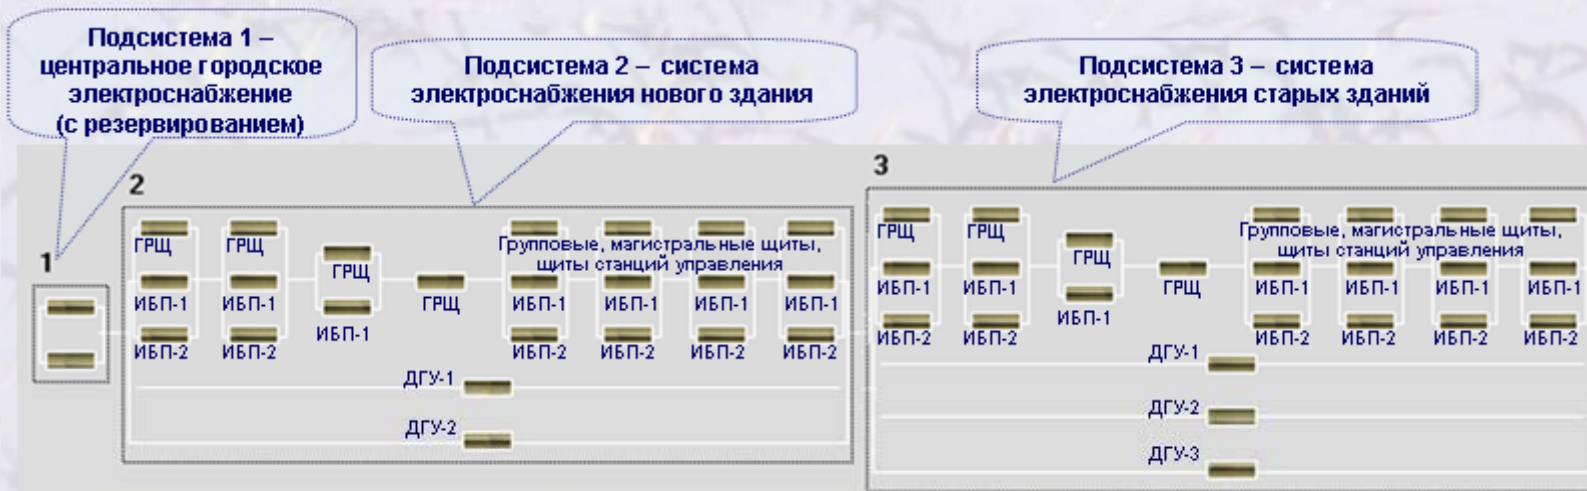 Подсистема 1 –
центральное городское
электроснабжение
(с резервированием)
Подсистема 2 – система
электроснабжения нового здания
Подсистема 3 – система
электроснабжения старых зданий
1
2
ГРЩ ГРЩ
ГРЩ
ГРЩ
Групповые, магистральные щиты,
щиты станций управления
ИБП-1 ИБП-1
ИБП-1
ИБП-1 ИБП-1 ИБП-1 ИБП-1
ИБП-2 ИБП-2
ИБП-2 ИБП-2 ИБП-2 ИБП-2
ДГУ-1
ДГУ-2
3
ГРЩ ГРЩ
ГРЩ
ГРЩ
Групповые, магистральные щиты,
щиты станций управления
ИБП-1 ИБП-1
ИБП-1
ИБП-1 ИБП-1 ИБП-1 ИБП-1
ИБП-2 ИБП-2
ИБП-2 ИБП-2 ИБП-2 ИБП-2
ДГУ-1
ДГУ-2
ДГУ-3